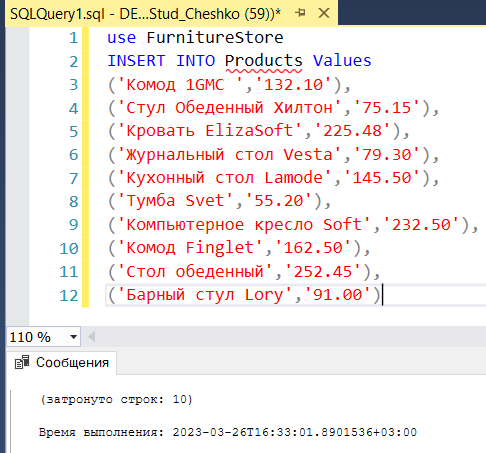 SQLQuery1.sql - DE...Stud_Cheshko (59))*
1 use FurnitureStore
2 INSERT INTO Products Values
3 ('Комод 1GMC ','132.10'),
4 ('Стул Обеденный Хилтон','75.15'),
5 ('Кровать ElizaSoft','225.48'),
6 ('Журнальный стол Vesta','79.30'),
7 ('Кухонный стол Lamode','145.50'),
8 ('Тумба Svet','55.20'),
9 ('Компьютерное кресло Soft','232.50'),
10 ('Комод Finglet','162.50'),
11 ('Стол обеденный','252.45'),
12 ('Барный стул Lory','91.00')
110 %
Сообщения
(затронуто строк: 10)
Время выполнения: 2023-03-26T16:33:01.8901536+03:00